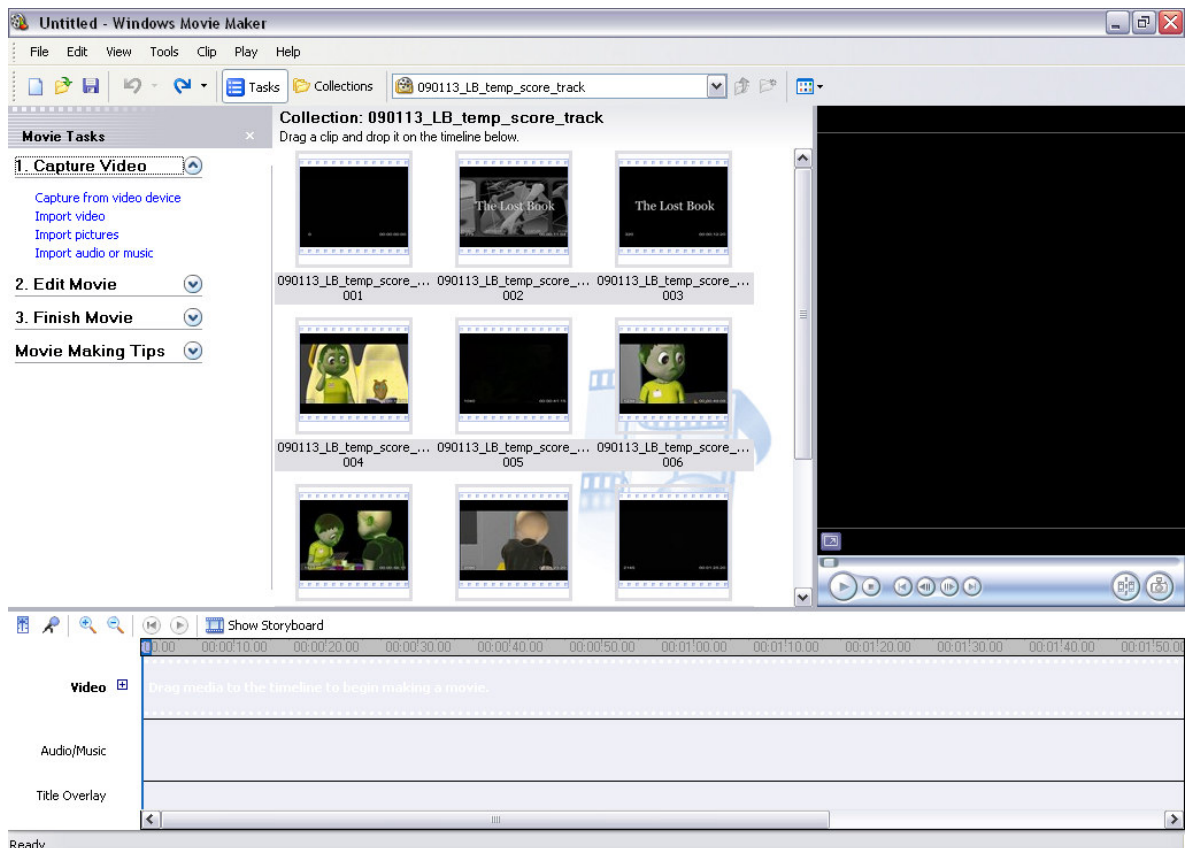 Untitled - Windows Movie Maker
File Edit View Tools Clip Play Help
Tasks Collections 090113_LB_temp_score_track
Movie Tasks
Collection: 090113_LB_temp_score_track
Drag a clip and drop it on the timeline below.
1. Capture Video
Capture from video device
Import video
Import pictures
Import audio or music
2. Edit Movie
3. Finish Movie
Movie Making Tips
The Lost Book
The Lost Book
090113_LB_temp_score_... 090113_LB_temp_score_... 090113_LB_temp_score_...
001 002 003
090113_LB_temp_score_... 090113_LB_temp_score_... 090113_LB_temp_score_...
004 005 006
Show Storyboard
00:00:10.00 00:00:20.00 00:00:30.00 00:00:40.00 00:00:50.00 00:01:00.00 00:01:10.00 00:01:20.00 00:01:30.00 00:01:40.00 00:01:50.00
Video
Drag media to the timeline to begin making a movie.
Audio/Music
Title Overlay
Ready